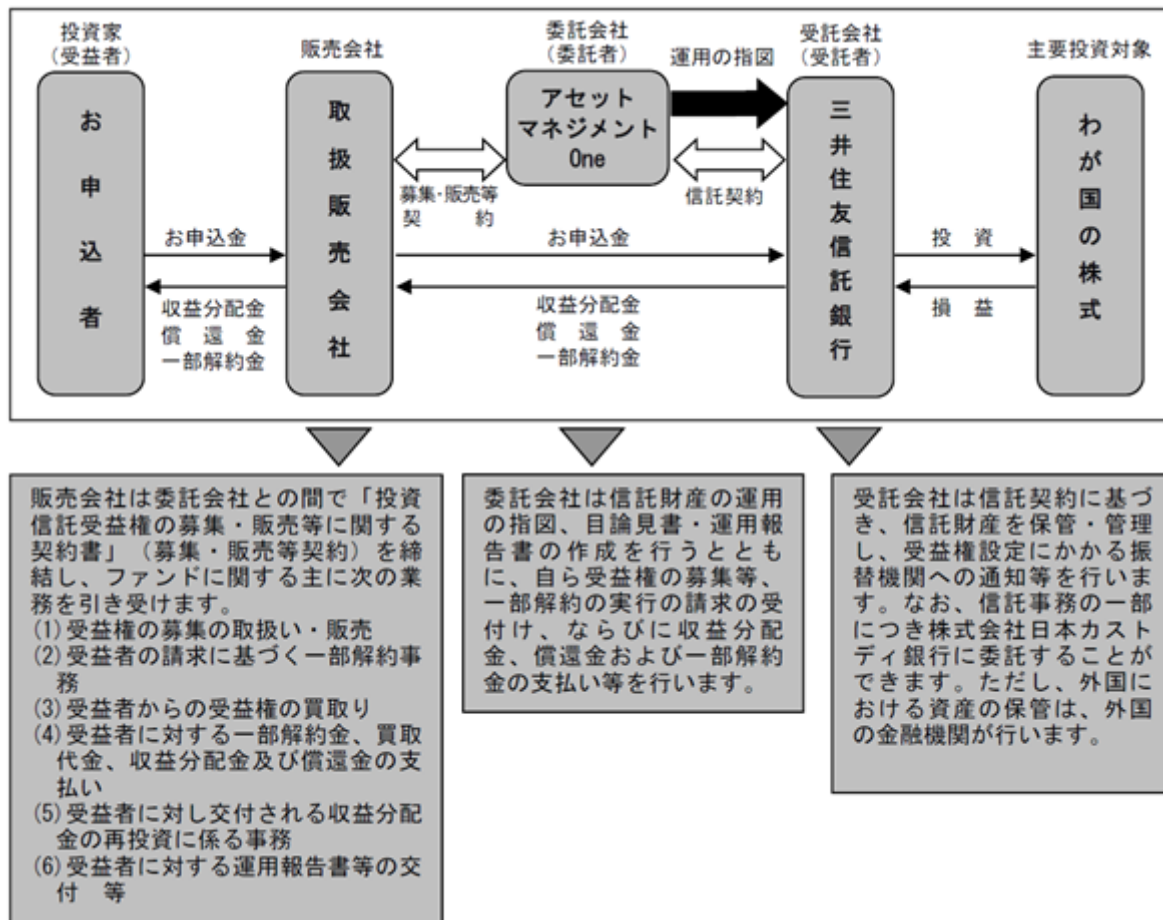 投資家
(受益者)
お申込者
販売会社
取扱販売会社
委託会社
(委託者)
アセット
マネジメント
One
運用の指図
受託会社
(受託者)
三井住友信託銀行
主要投資対象
わが国の株式
募集・販売等
契　　約
信託契約
お申込金
お申込金
投　資
収益分配金
償　還　金
一部解約金
収益分配金
償　還　金
一部解約金
損　益
販売会社は委託会社との間で「投資
信託受益権の募集・販売等に関する
契約書」（募集・販売等契約）を締
結し、ファンドに関する主に次の業
務を引き受けます。
(1)受益権の募集の取扱い・販売
(2)受益者の請求に基づく一部解約事
務
(3)受益者からの受益権の買取り
(4)受益者に対する一部解約金、買取
代金、収益分配金及び償還金の支
払い
(5)受益者に対し交付される収益分配
金の再投資に係る事務
(6)受益者に対する運用報告書等の交
付　等
委託会社は信託財産の運用
の指図、目論見書・運用報
告書の作成を行うととも
に、自ら受益権の募集等、
一部解約の実行の請求の受
付け、ならびに収益分配
金、償還金および一部解約
金の支払い等を行います。
受託会社は信託契約に基づ
き、信託財産を保管・管理
し、受益権設定にかかる振
替機関への通知等を行いま
す。なお、信託事務の一部
につき株式会社日本カスト
ディ銀行に委託することが
できます。ただし、外国に
おける資産の保管は、外国
の金融機関が行います。